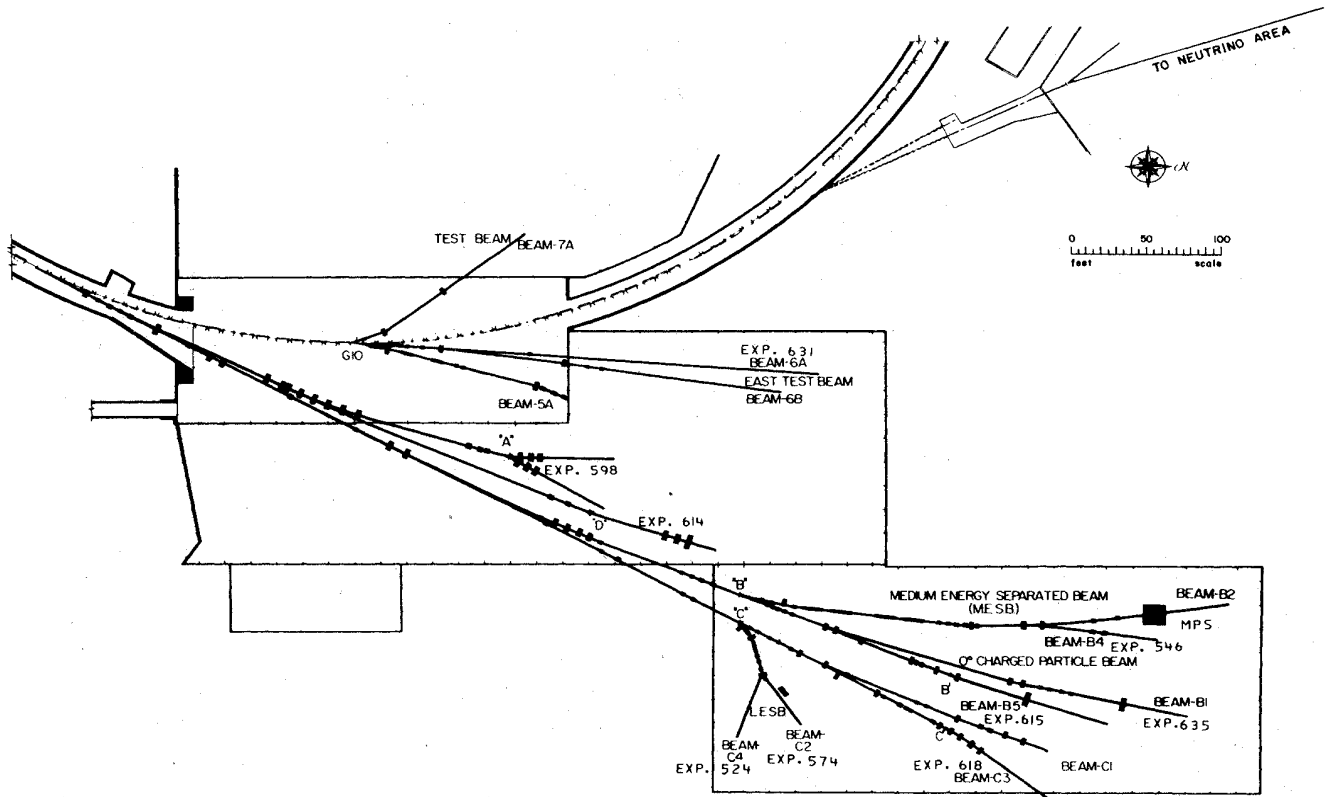 TO NEUTRINO AREA
N
0 50 100
feet scale
TEST BEAM BEAM-7A
G10
EXP. 631
BEAM-6A
EAST TEST BEAM
BEAM-6B
BEAM-5A
"A"
EXP. 598
"D"
EXP. 614
"B"
MEDIUM ENERGY SEPARATED BEAM
(MESB)
BEAM-B2
MPS
"C"
BEAM-B4
EXP. 546
0° CHARGED PARTICLE BEAM
B'
BEAM-B5
EXP.615
BEAM-B1
EXP.635
LESB
BEAM-
C4
EXP. 524
BEAM-
C2
EXP. 574
C'
EXP. 618
BEAM-C3
BEAM-C1